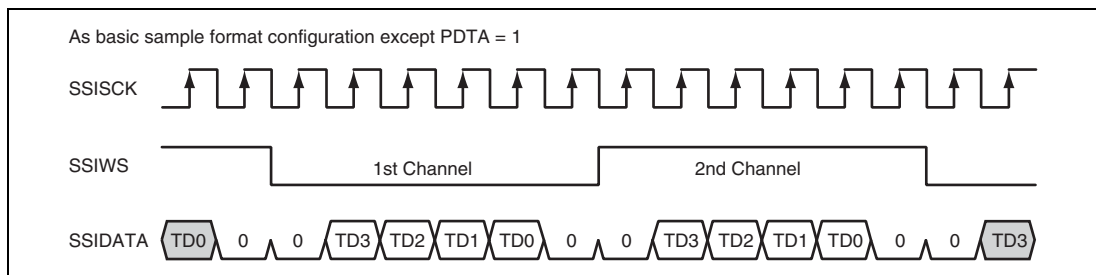 As basic sample format configuration except PDTA = 1
SSISCK
SSIWS 1st Channel 2nd Channel
SSIDATA TD0 0 0 TD3 TD2 TD1 TD0 0 0 TD3 TD2 TD1 TD0 0 0 TD3